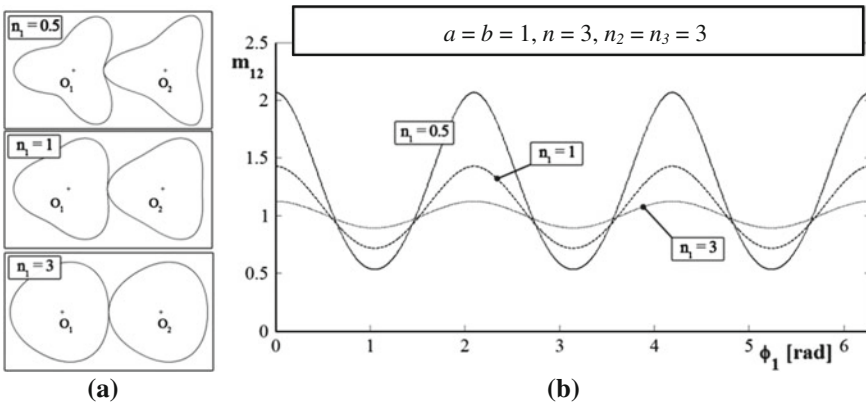 n₁ = 0.5
O₁
O₂
n₁ = 1
O₁
O₂
n₁ = 3
O₁
O₂
(a)
a = b = 1, n = 3, n₂ = n₃ = 3
m₁₂
2.5
2
1.5
1
0.5
0
n₁ = 0.5
n₁ = 1
n₁ = 3
0 1 2 3 4 5 6
ϕ₁ [rad]
(b)